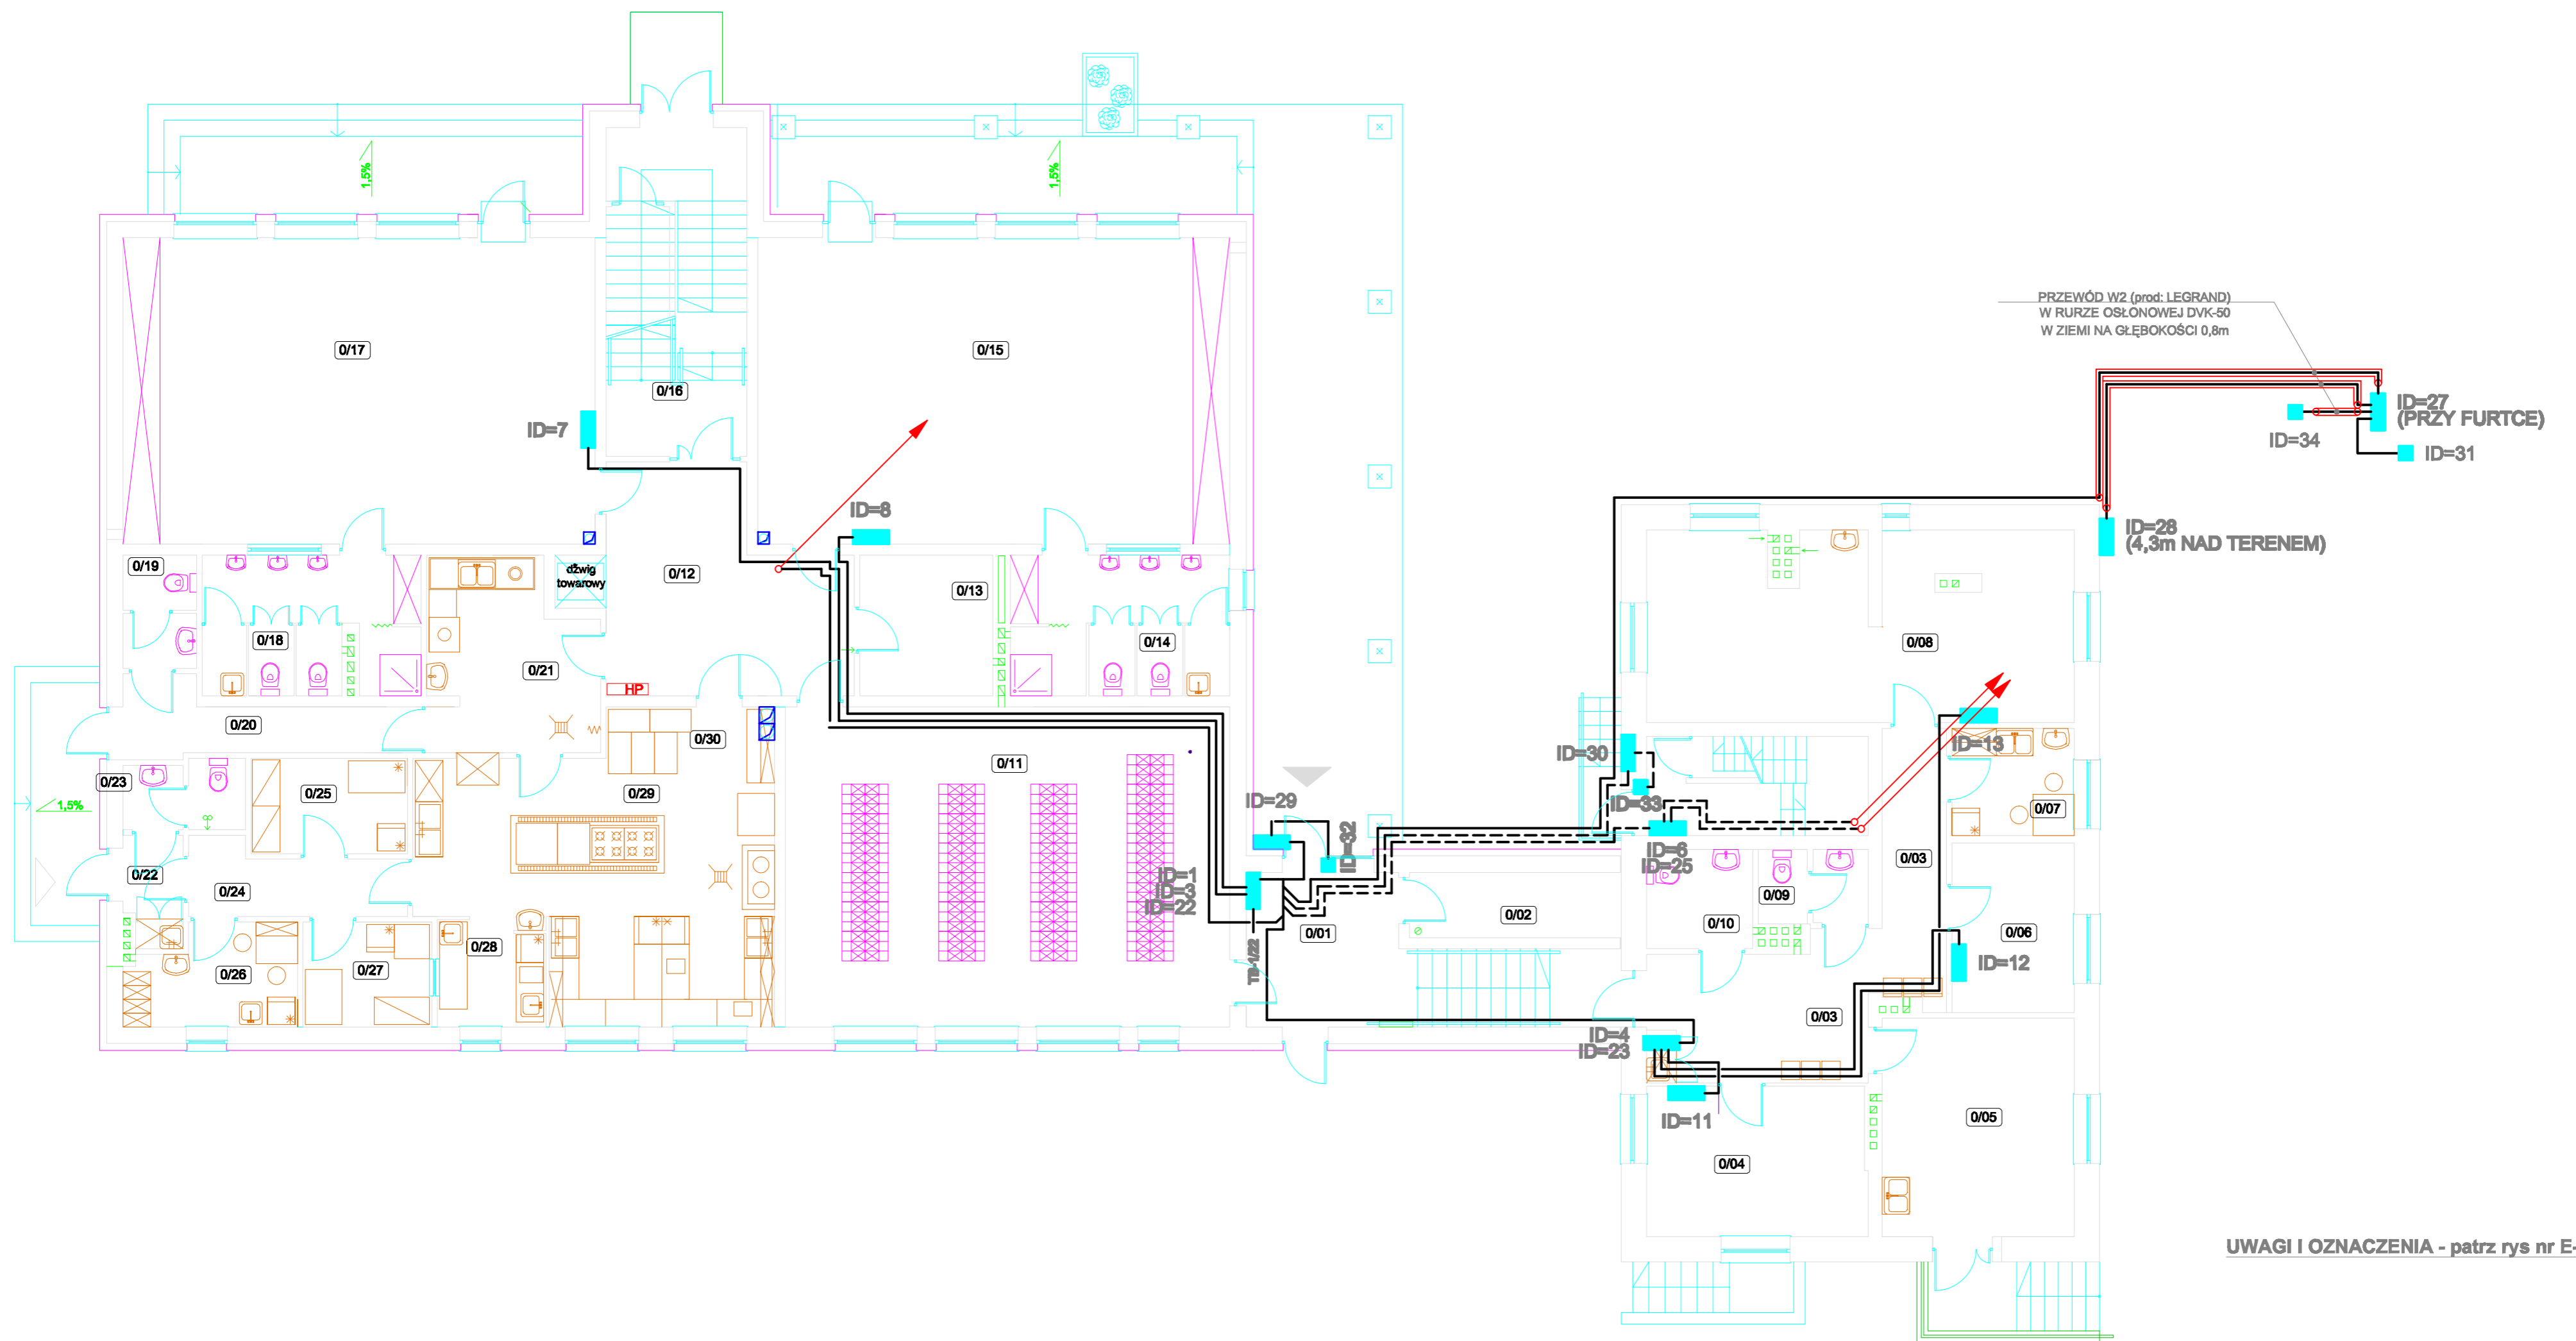 1,5%
1,5%
PRZEWÓD W2 (prod: LEGRAND)
W RURZE OSŁONOWEJ DVK-50
W ZIEMI NA GŁĘBOKOŚCI 0,8m
0/17
0/15
0/16
ID=7
ID=27
(PRZY FURTCE)
ID=34
ID=31
ID=8
ID=28
(4,3m NAD TERENEM)
0/19
dźwig
towarowy
0/12
0/13
0/18
0/14
0/08
0/21
HP
0/20
0/30
ID=13
ID=30
0/23
0/25
0/29
0/11
ID=33
0/07
1,5%
ID=29
ID=32
ID=6
ID=25
0/03
0/22
0/24
ID=1
ID=3
ID=22
0/09
0/02
0/10
0/01
0/06
0/28
0/26
0/27
TB-1/22
ID=12
0/03
ID=4
ID=23
ID=11
0/05
0/04
UWAGI I OZNACZENIA - patrz rys nr E-